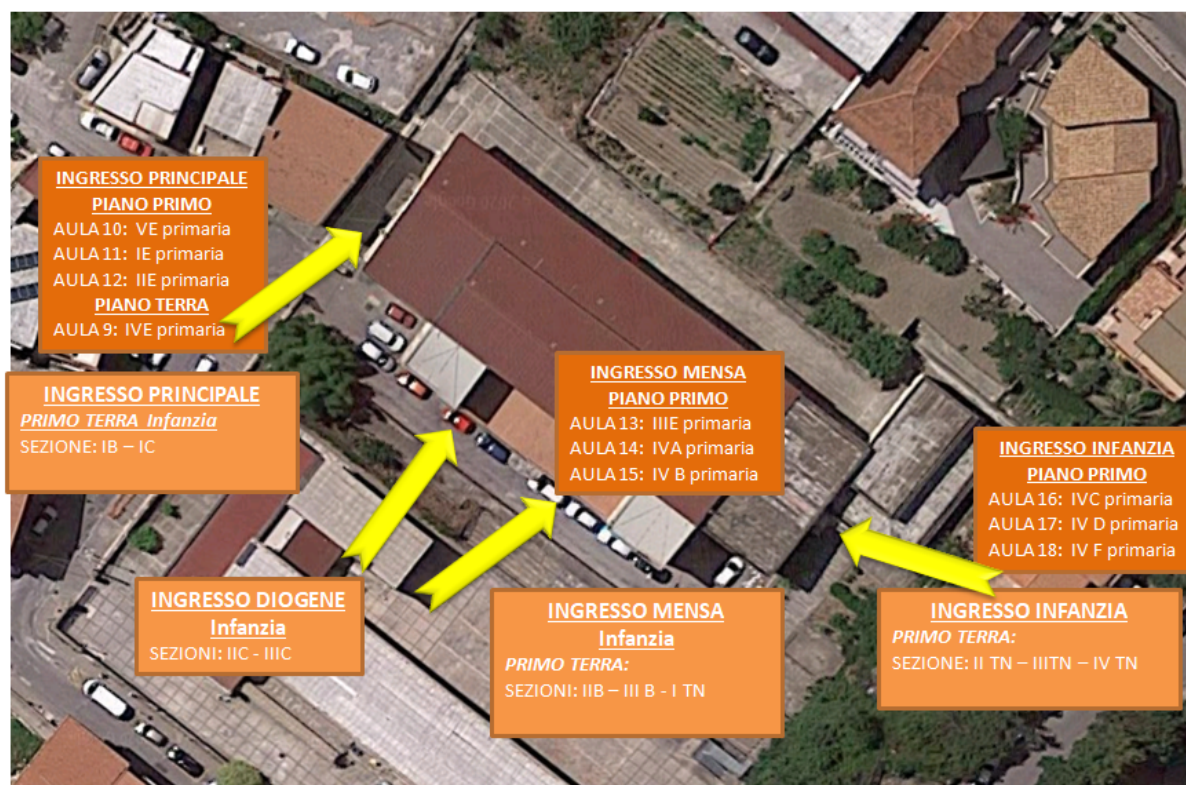 INGRESSO PRINCIPALE
PIANO PRIMO
AULA 10: VE primaria
AULA 11: IE primaria
AULA 12: IIE primaria
PIANO TERRA
AULA 9: IVE primaria
INGRESSO PRINCIPALE
PRIMO TERRA Infanzia
SEZIONE: IB – IC
INGRESSO MENSA
PIANO PRIMO
AULA 13: IIIE primaria
AULA 14: IVA primaria
AULA 15: IV B primaria
INGRESSO INFANZIA
PIANO PRIMO
AULA 16: IVC primaria
AULA 17: IV D primaria
AULA 18: IV F primaria
INGRESSO DIOGENE
Infanzia
SEZIONI: IIC - IIIC
INGRESSO MENSA
Infanzia
PRIMO TERRA:
SEZIONI: IIB – III B - I TN
INGRESSO INFANZIA
PRIMO TERRA:
SEZIONE: II TN – IIITN – IV TN